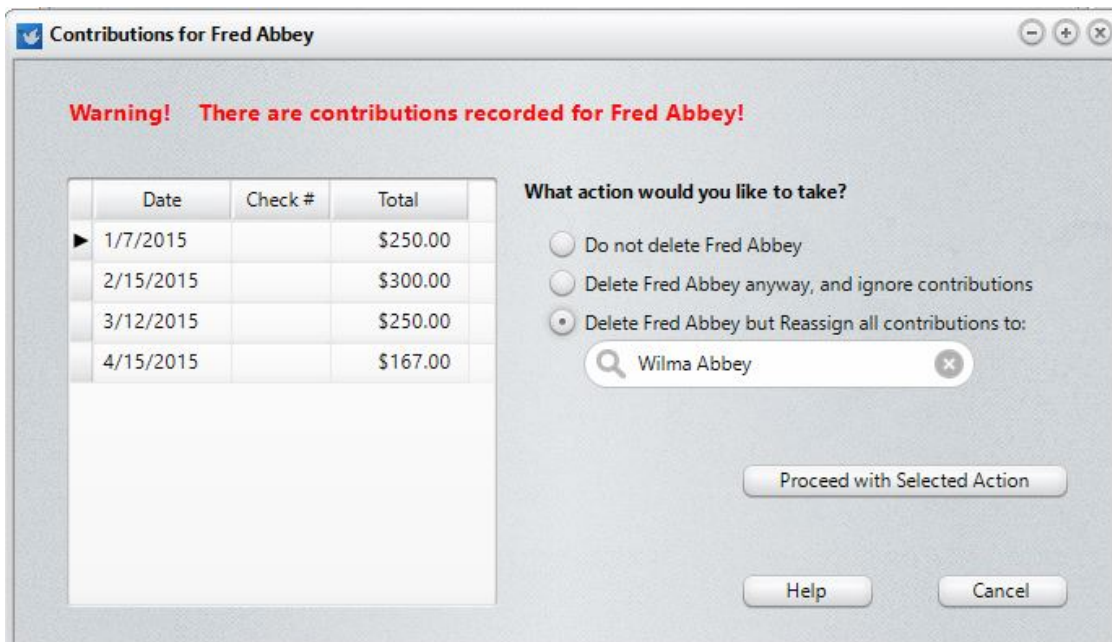 Contributions for Fred Abbey
Warning! There are contributions recorded for Fred Abbey!
Date Check # Total
1/7/2015 $250.00
2/15/2015 $300.00
3/12/2015 $250.00
4/15/2015 $167.00
What action would you like to take?
Do not delete Fred Abbey
Delete Fred Abbey anyway, and ignore contributions
Delete Fred Abbey but Reassign all contributions to:
Wilma Abbey
Proceed with Selected Action
Help Cancel